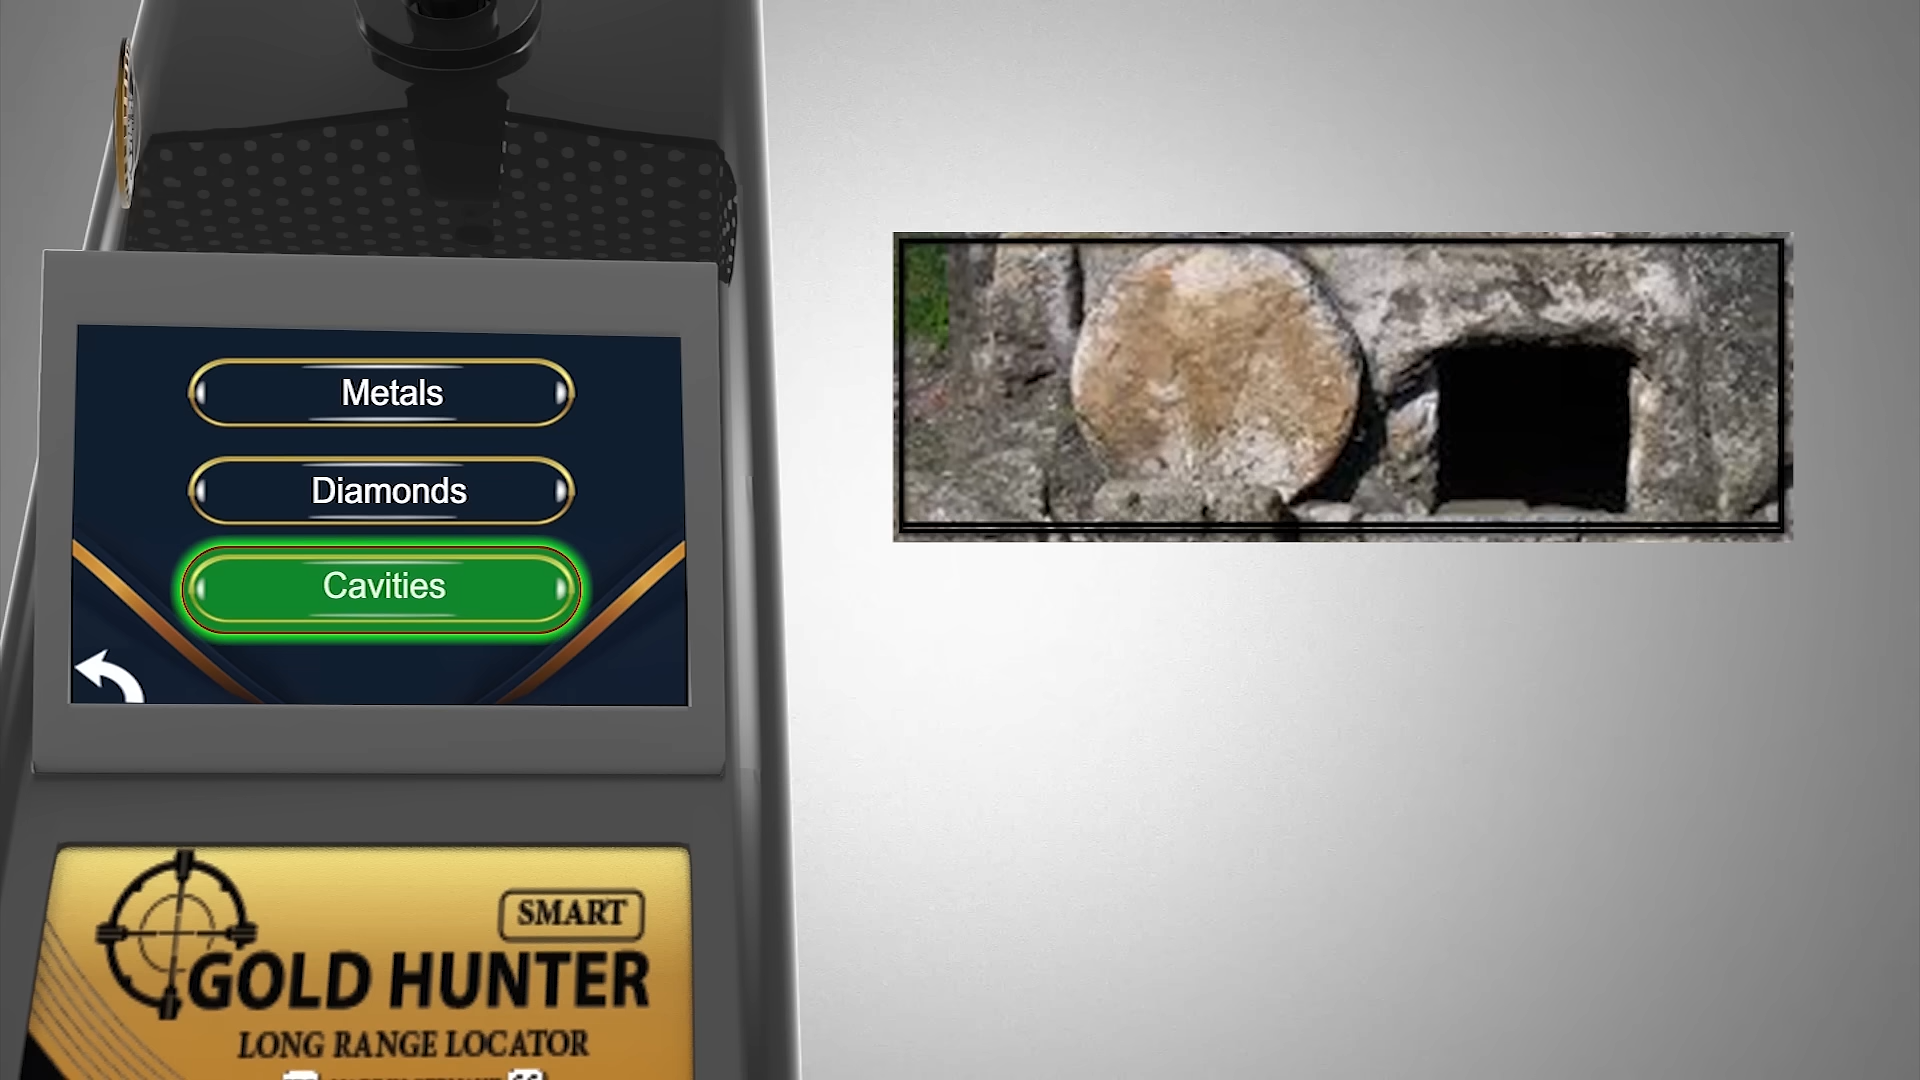 Metals
Diamonds
Cavities
SMART
GOLD HUNTER
LONG RANGE LOCATOR